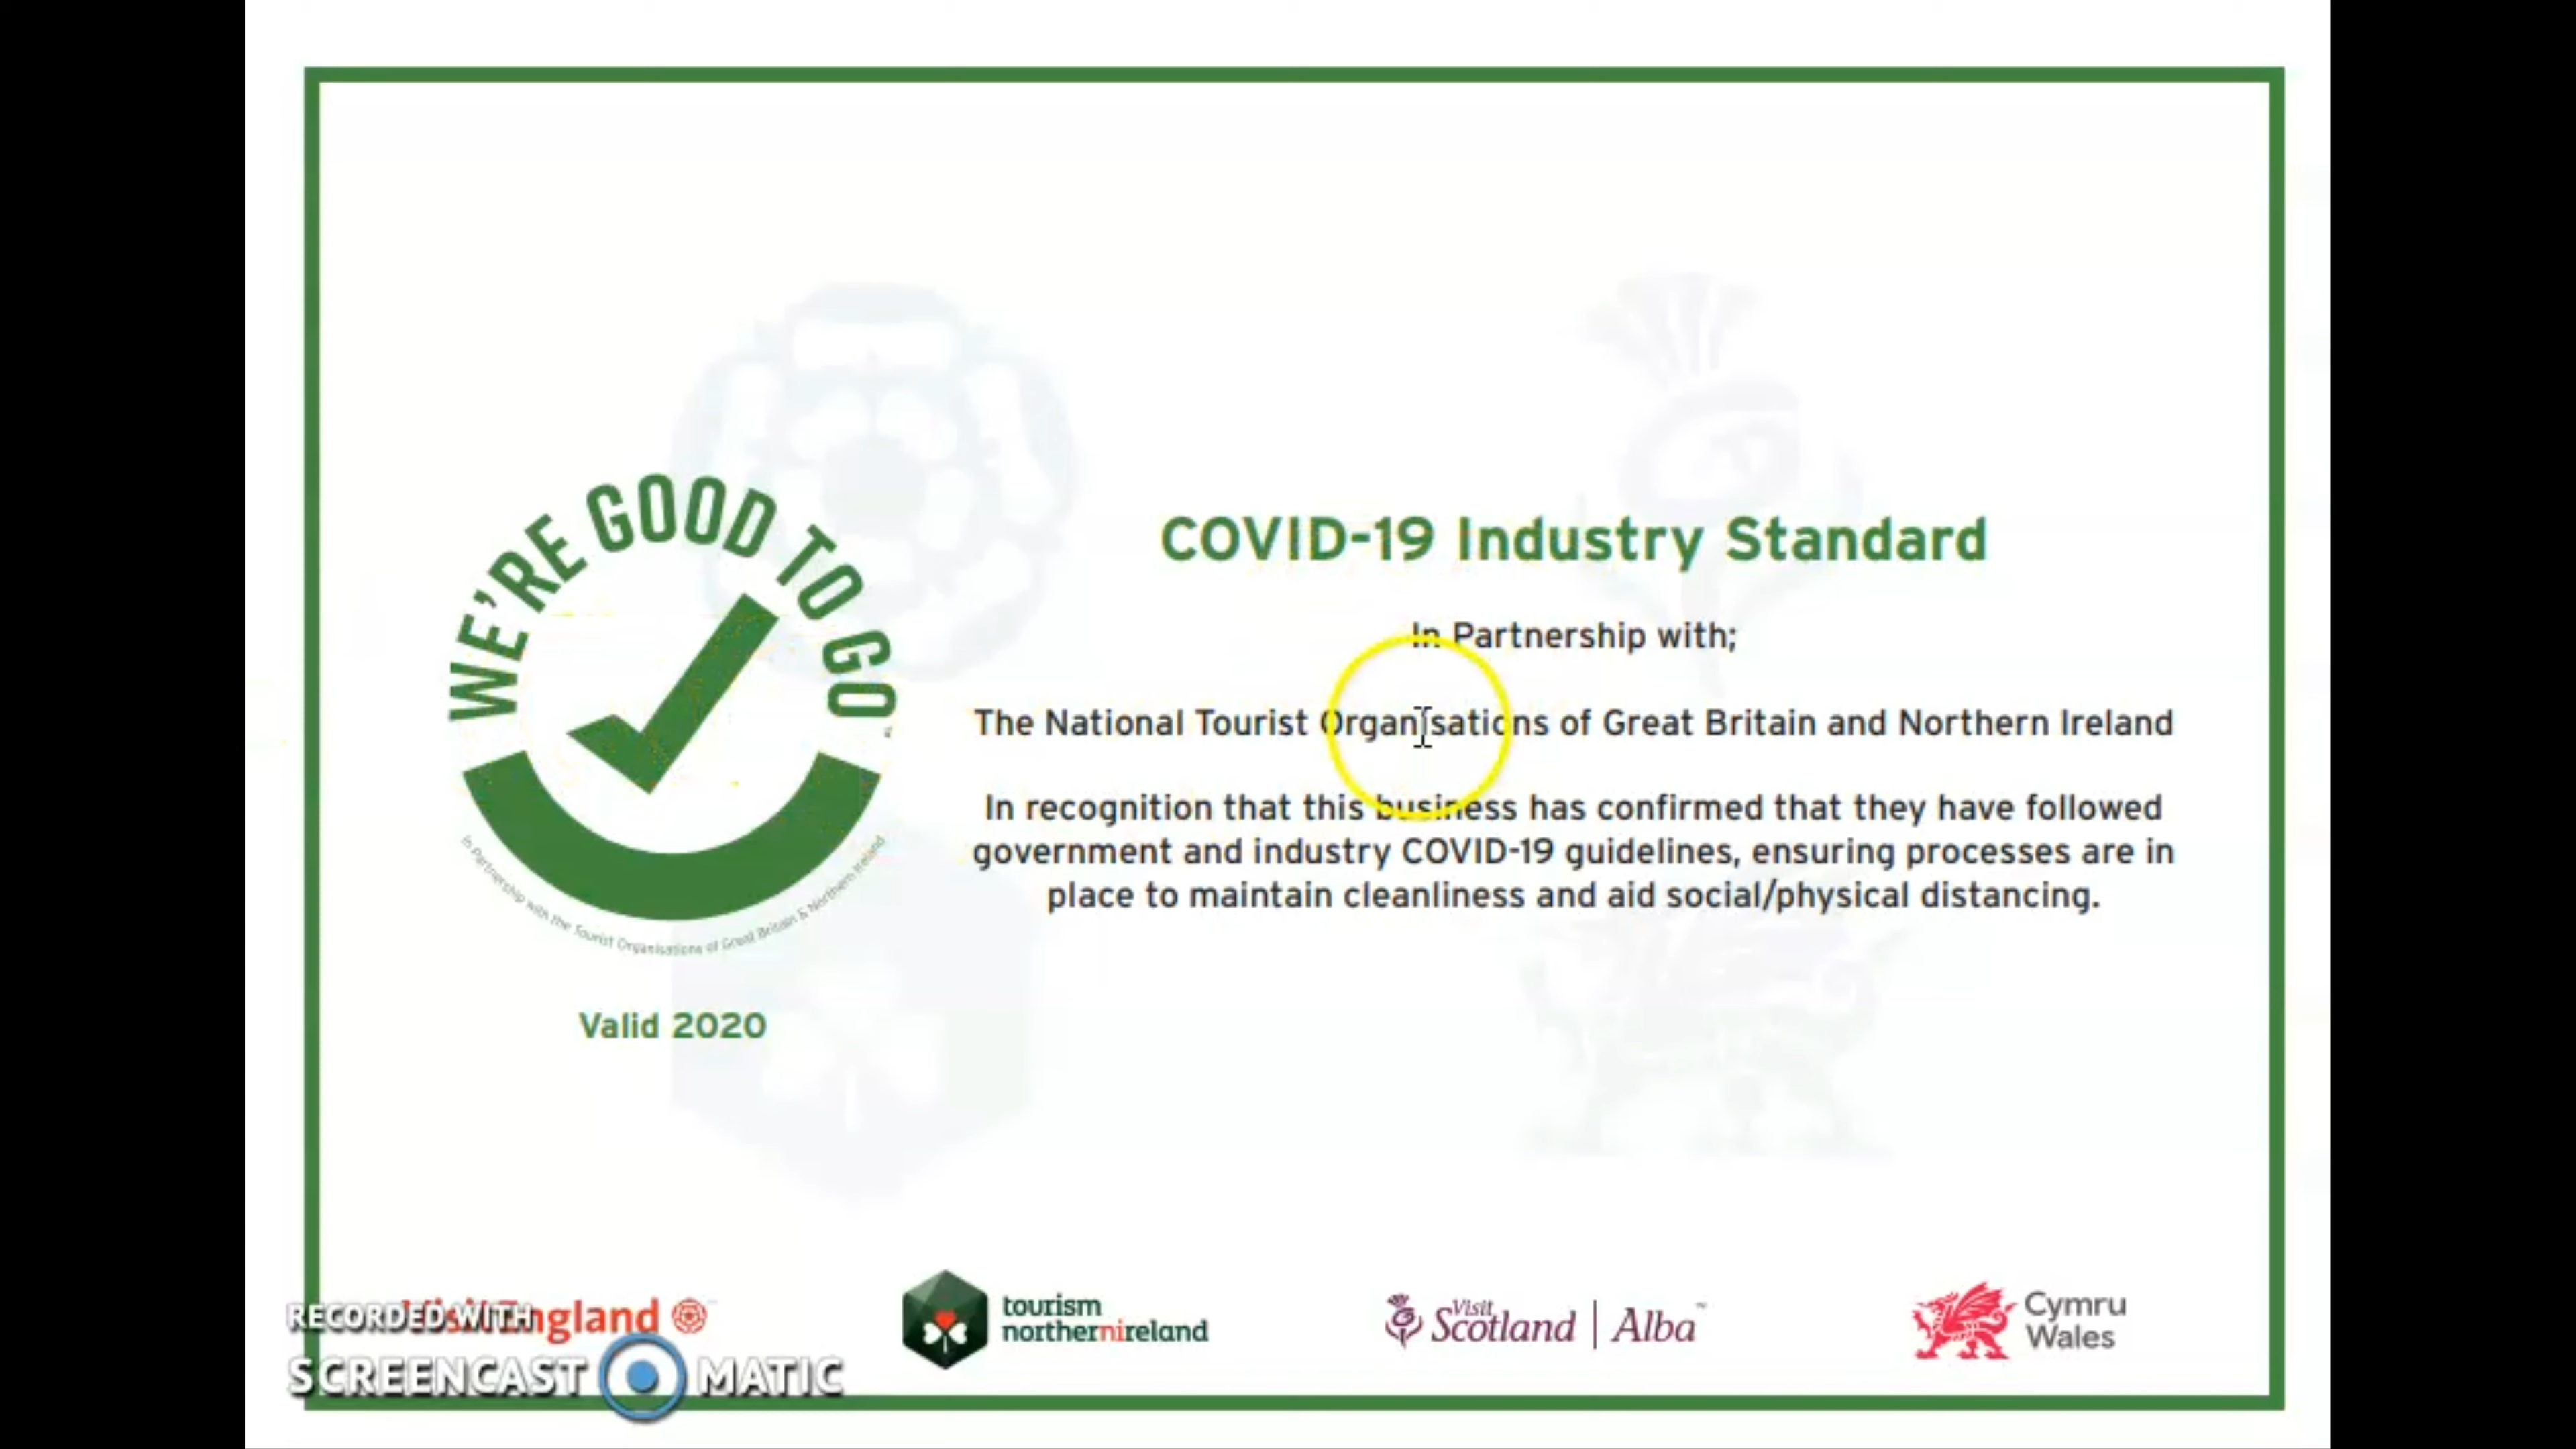 WE'RE GOOD TO GO
In Partnership with the Tourist Organisations of Great Britain & Northern Ireland
Valid 2020
COVID-19 Industry Standard
In Partnership with;
The National Tourist Organisations of Great Britain and Northern Ireland
In recognition that this business has confirmed that they have followed
government and industry COVID-19 guidelines, ensuring processes are in
place to maintain cleanliness and aid social/physical distancing.
VisitEngland
RECORDED WITH
SCREENCAST MATIC
tourism
northernireland
Visit
Scotland | Alba™
Cymru
Wales